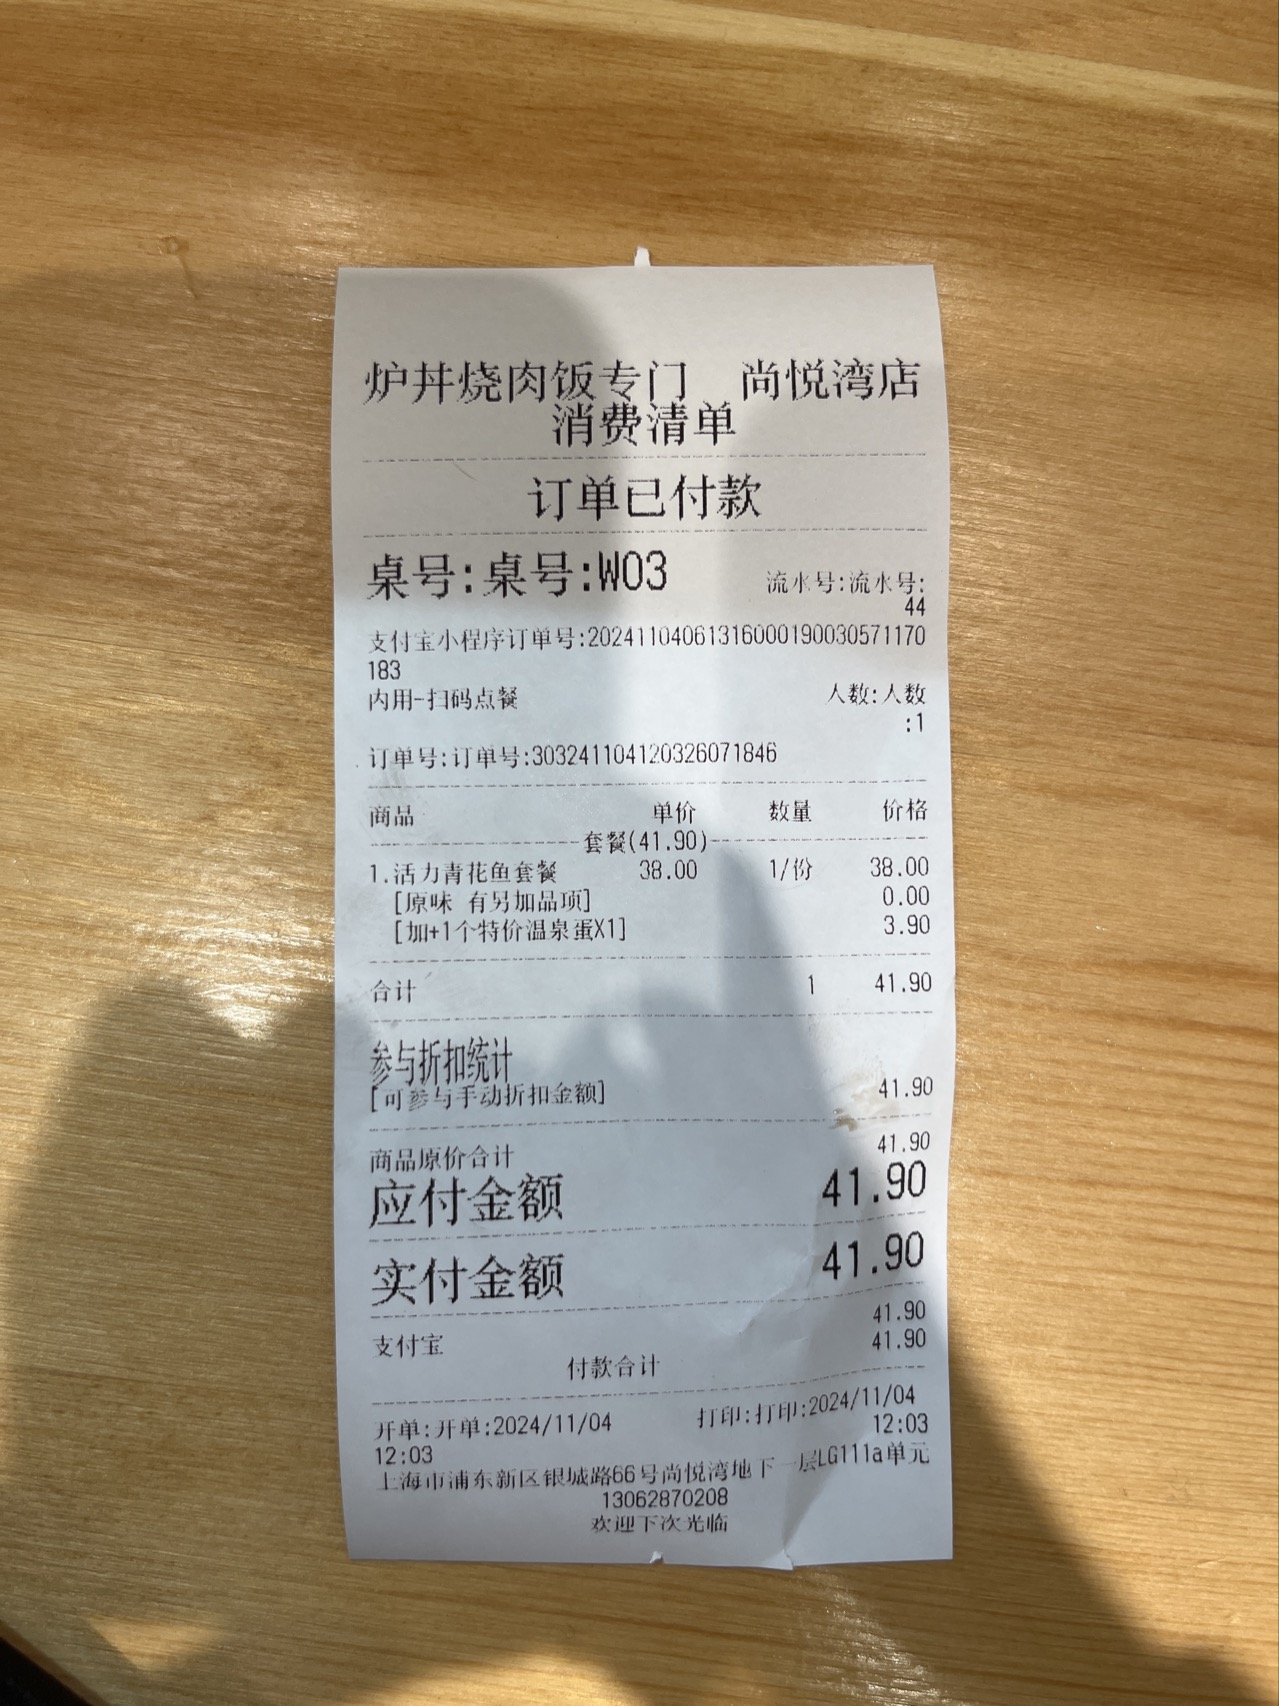 炉丼烧肉饭专门 尚悦湾店
消费清单
订单已付款
桌号:桌号:W03 流水号:流水号:
44
支付宝小程序订单号:2024110406131600019003057 1170
183
内用-扫码点餐 人数:人数
:1
订单号:订单号:303241104120326071846
商品 单价 数量 价格
套餐(41.90)
1.活力青花鱼套餐 38.00 1/份 38.00
[原味 有另加品项] 0.00
[加+1个特价温泉蛋X1] 3.90
合计 1 41.90
参与折扣统计
[可参与手动折扣金额] 41.90
商品原价合计 41.90
应付金额 41.90
实付金额 41.90
支付宝 41.90
付款合计 41.90
开单:开单:2024/11/04 打印:打印:2024/11/04
12:03 12:03
上海市浦东新区银城路66号尚悦湾地下一层LG111a单元
13062870208
欢迎下次光临